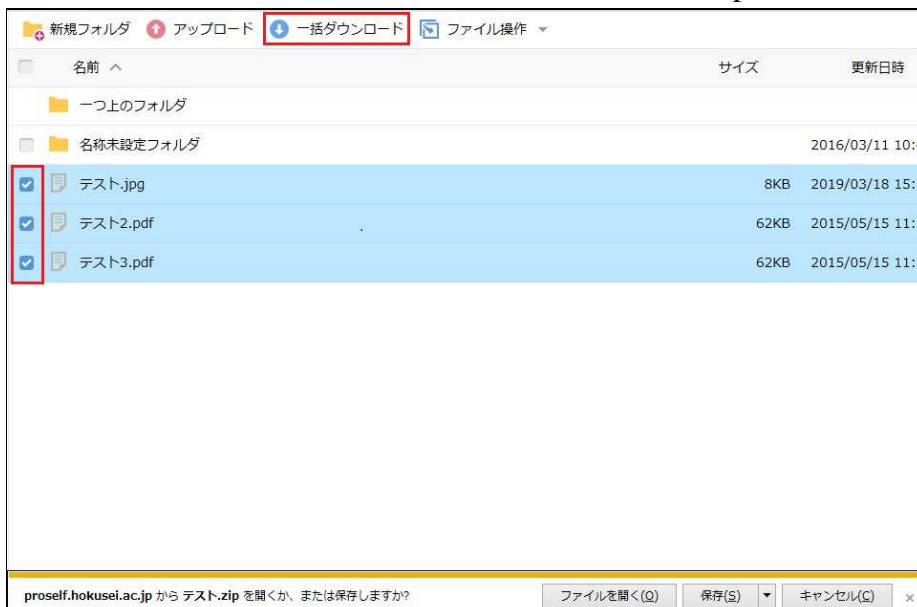 新規フォルダ アップロード 一括ダウンロード ファイル操作
名前 サイズ 更新日時
一つ上のフォルダ
名称未設定フォルダ 2016/03/11 10:
テスト.jpg 8KB 2019/03/18 15:
テスト2.pdf 62KB 2015/05/15 11:
テスト3.pdf 62KB 2015/05/15 11:
proself.hokusei.ac.jp から テスト.zip を開くか、または保存しますか? ファイルを開く(O) 保存(S) キャンセル(C) ×